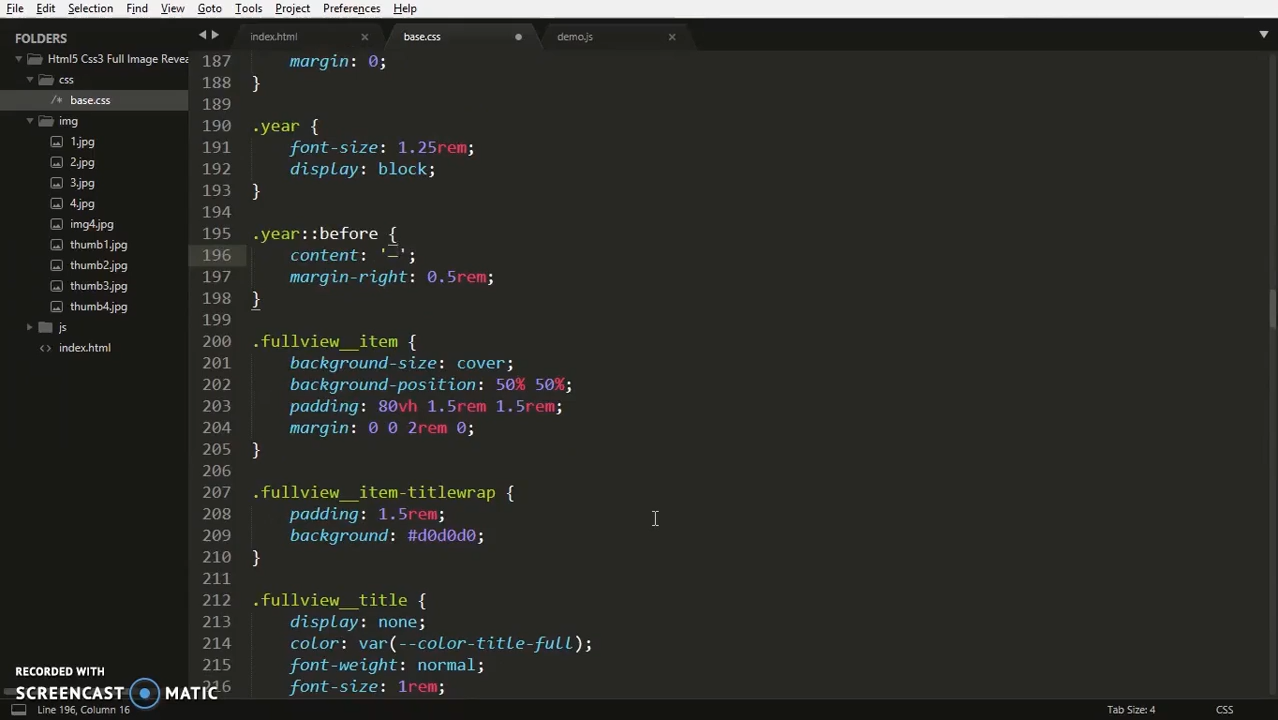 File Edit Selection Find View Goto Tools Project Preferences Help
FOLDERS
Html5 Css3 Full Image Revea
css
/* base.css
img
1.jpg
2.jpg
3.jpg
4.jpg
img4.jpg
thumb1.jpg
thumb2.jpg
thumb3.jpg
thumb4.jpg
js
<> index.html
index.html × base.css demo.js ×
187 margin: 0;
188 }
189
190 .year {
191 font-size: 1.25rem;
192 display: block;
193 }
194
195 .year::before {
196 content: '—';
197 margin-right: 0.5rem;
198 }
199
200 .fullview__item {
201 background-size: cover;
202 background-position: 50% 50%;
203 padding: 80vh 1.5rem 1.5rem;
204 margin: 0 0 2rem 0;
205 }
206
207 .fullview__item-titlewrap {
208 padding: 1.5rem;
209 background: #d0d0d0;
210 }
211
212 .fullview__title {
213 display: none;
214 color: var(--color-title-full);
215 font-weight: normal;
216 font-size: 1rem;
RECORDED WITH
SCREENCAST MATIC
Line 196, Column 16 Tab Size: 4 CSS